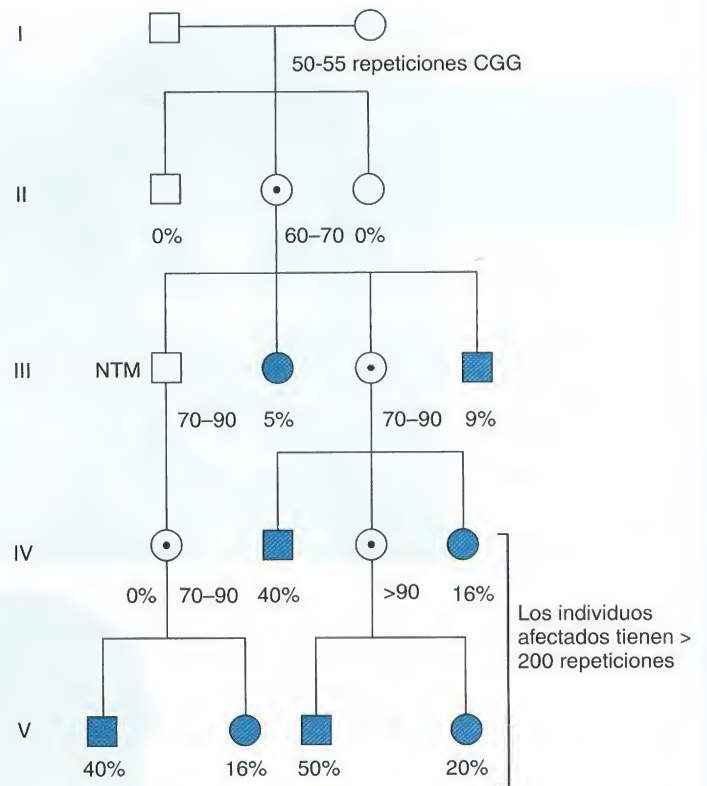 I
50-55 repeticiones CGG
II
0%
60–70
0%
III
NTM
70–90
5%
70–90
9%
IV
0%
70–90
40%
>90
16%
Los individuos
afectados tienen >
200 repeticiones
V
40%
16%
50%
20%